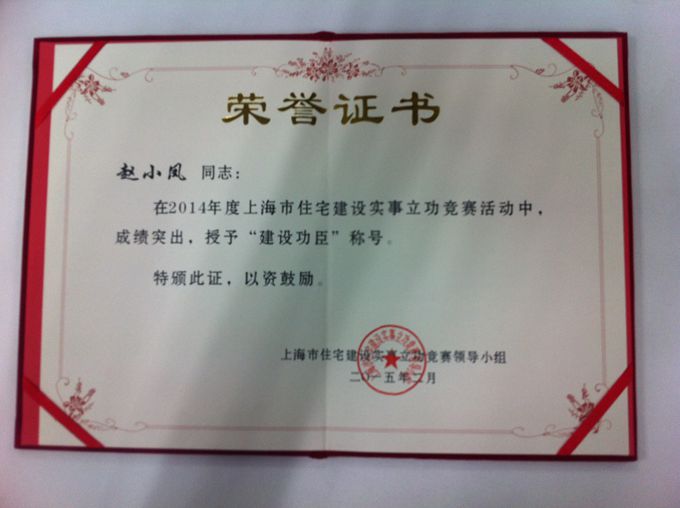 荣誉证书
赵小凤 同志：
在2014年度上海市住宅建设实事立功竞赛活动中，
成绩突出，授予“建设功臣”称号。
特颁此证，以资鼓励。
上海市住宅建设实事立功竞赛领导小组
二〇一五年二月